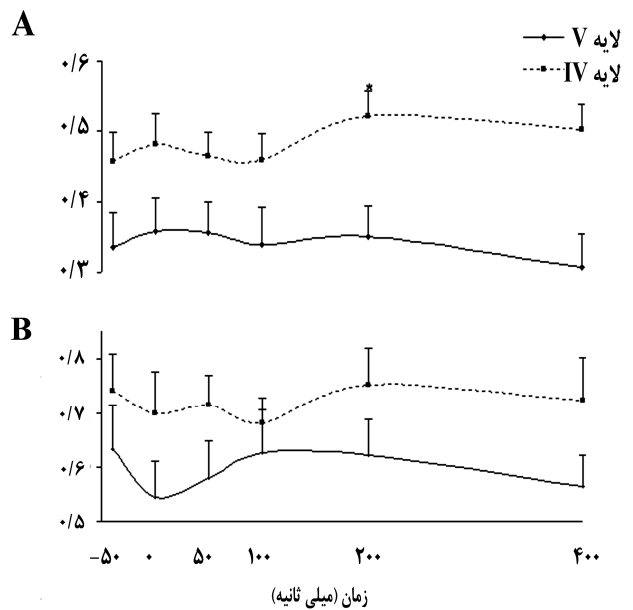 A
لایه V
لایه IV
۰/۶
*
۰/۵
۰/۴
۰/۳
B
۰/۸
۰/۷
۰/۶
۰/۵
-۵۰ ۰ ۵۰ ۱۰۰ ۲۰۰ ۴۰۰
زمان (میلی ثانیه)